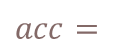 acc =